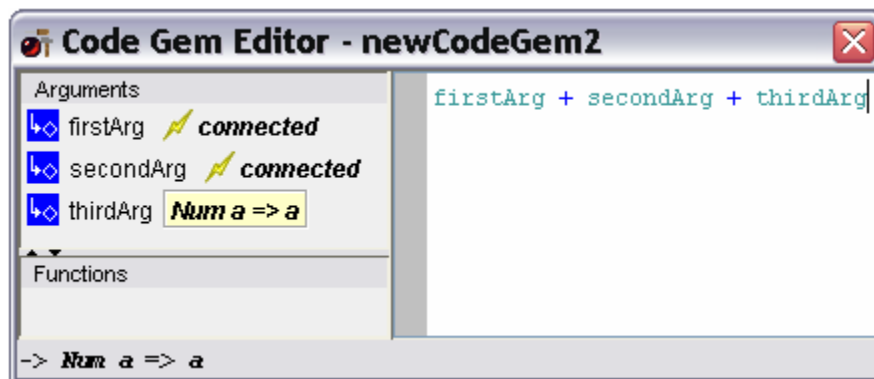 Code Gem Editor - newCodeGem2
Arguments
firstArg connected
secondArg connected
thirdArg Num a => a
Functions
firstArg + secondArg + thirdArg
-> Num a => a